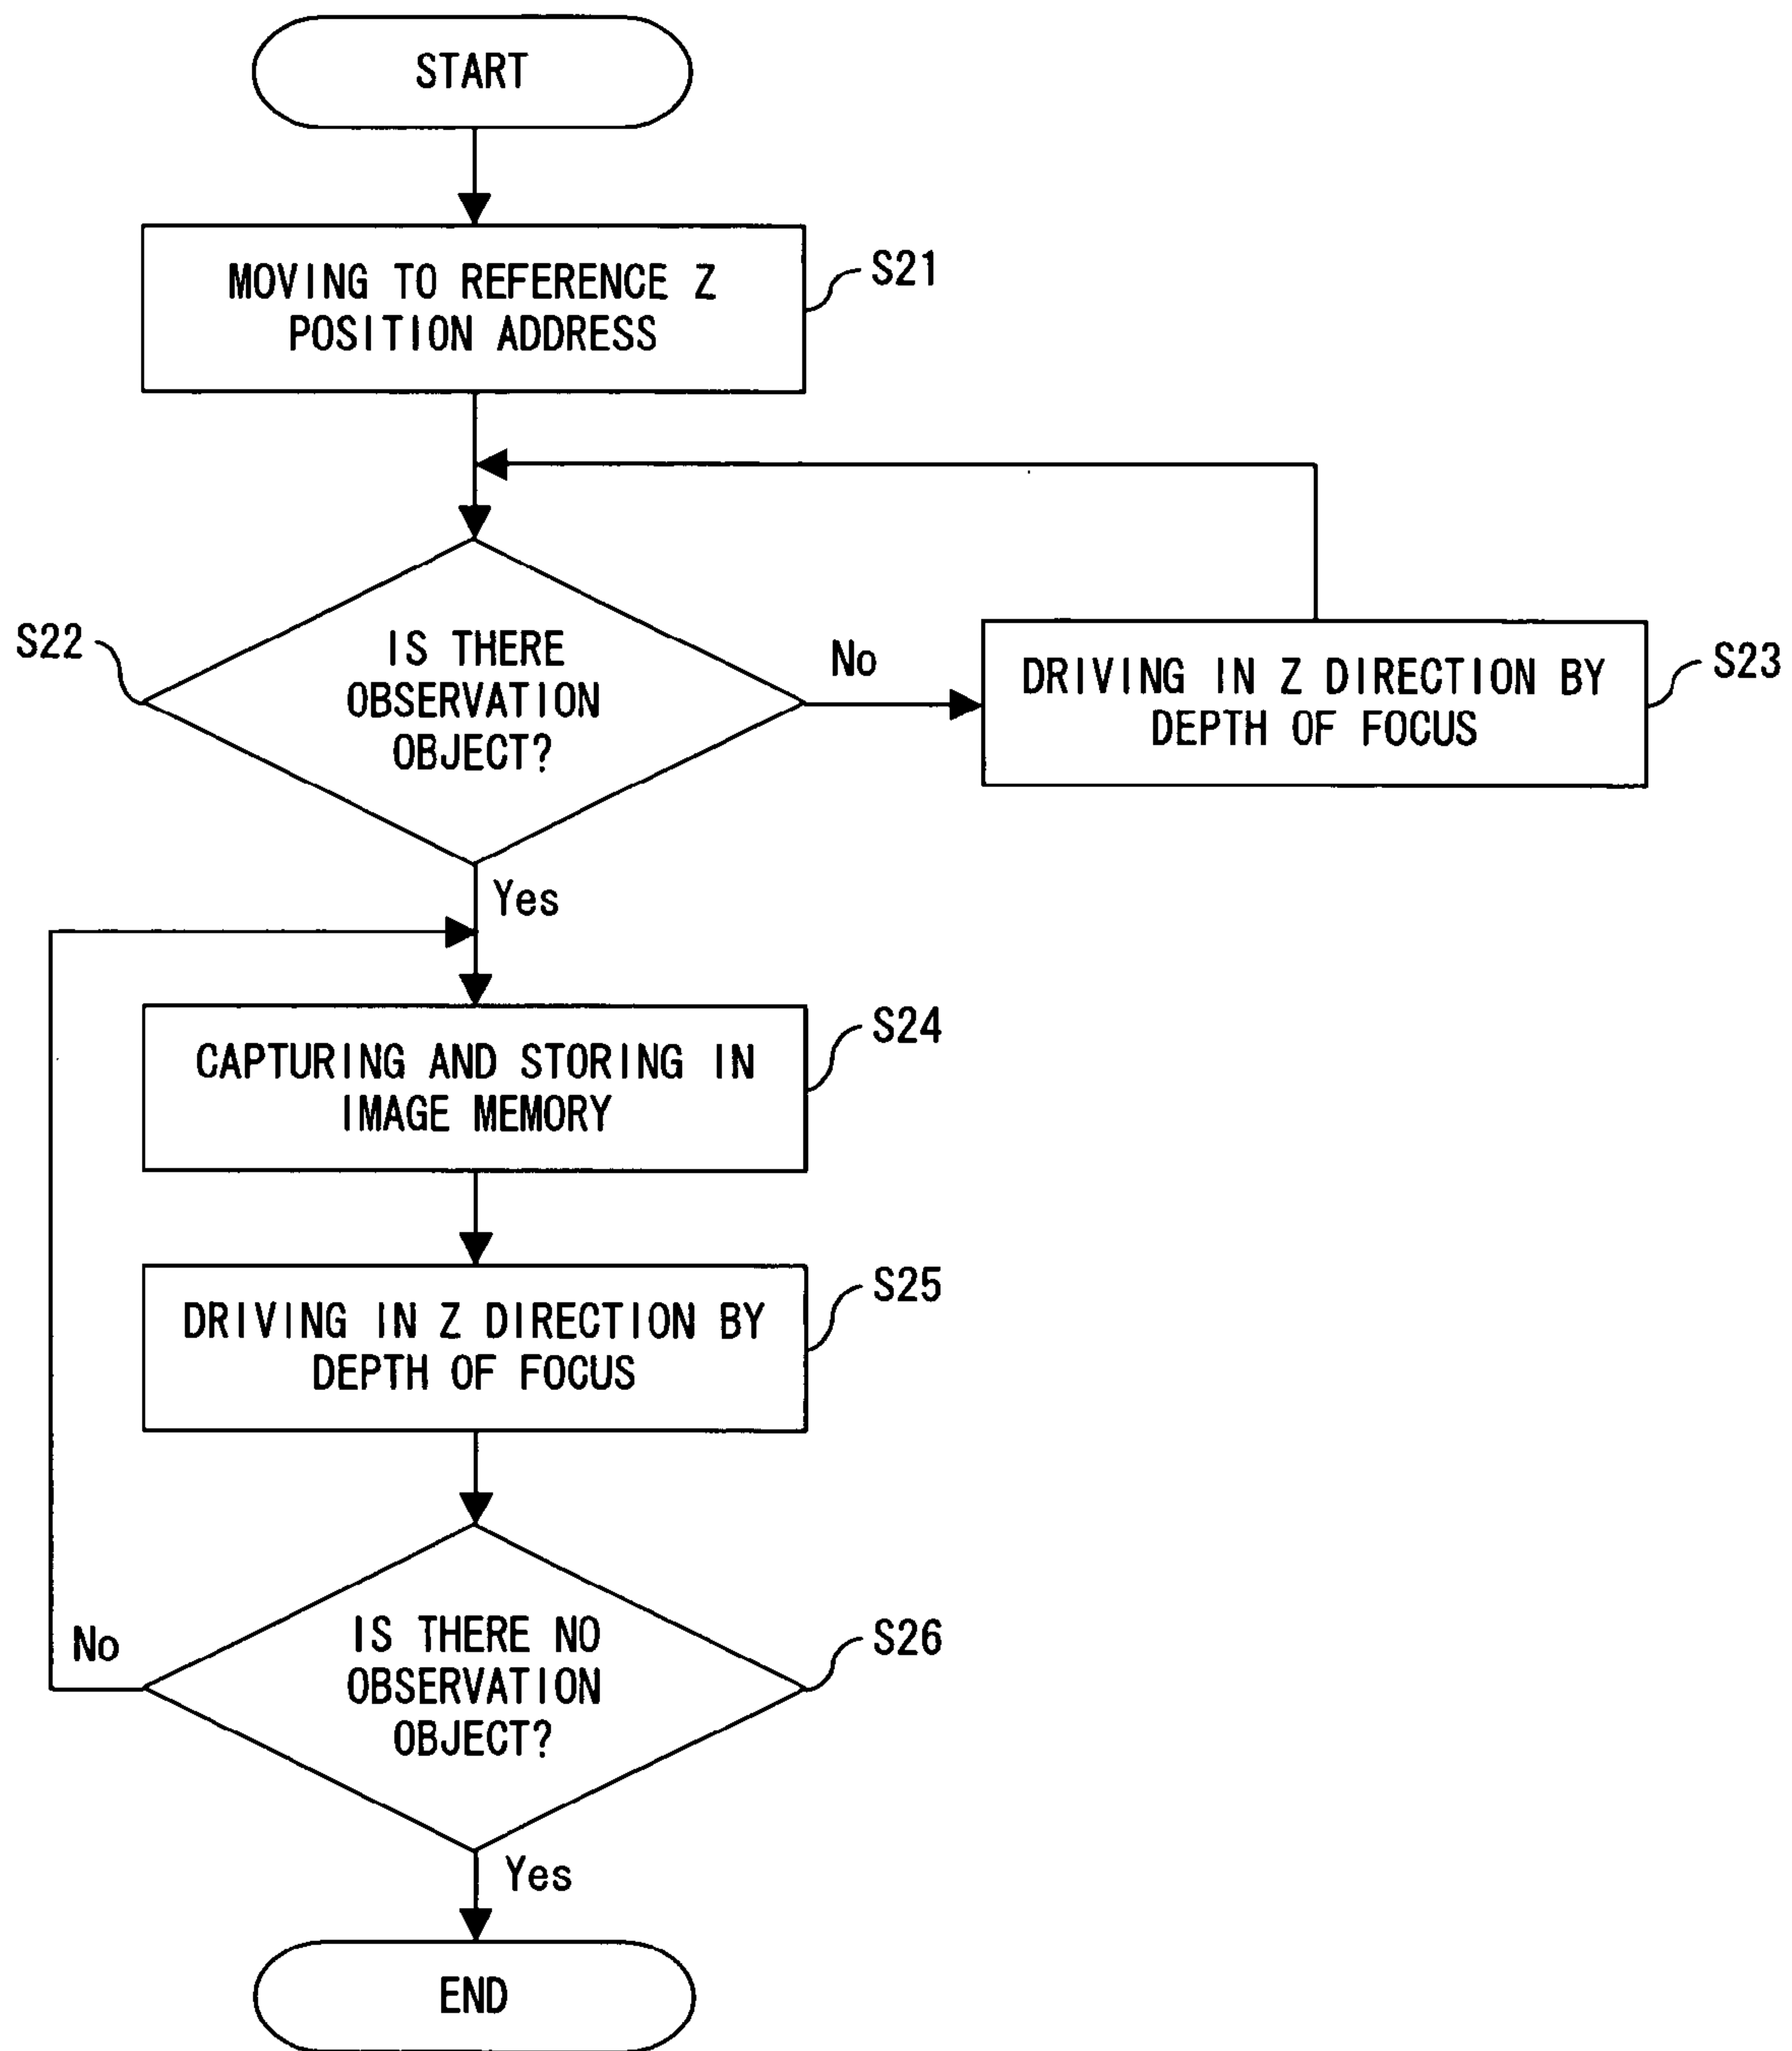 START
MOVING TO REFERENCE Z
POSITION ADDRESS
S21
IS THERE
OBSERVATION
OBJECT?
S22
No
DRIVING IN Z DIRECTION BY
DEPTH OF FOCUS
S23
Yes
CAPTURING AND STORING IN
IMAGE MEMORY
S24
DRIVING IN Z DIRECTION BY
DEPTH OF FOCUS
S25
IS THERE NO
OBSERVATION
OBJECT?
S26
No
Yes
END